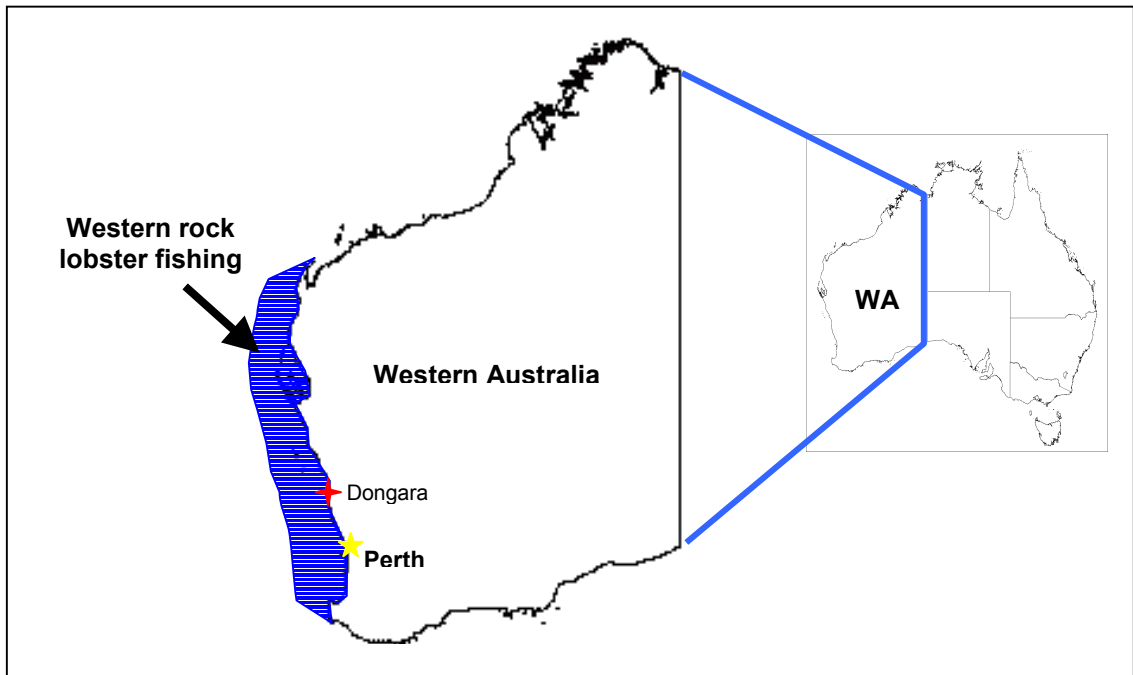 Western rock
lobster fishing
Western Australia
WA
Dongara
Perth